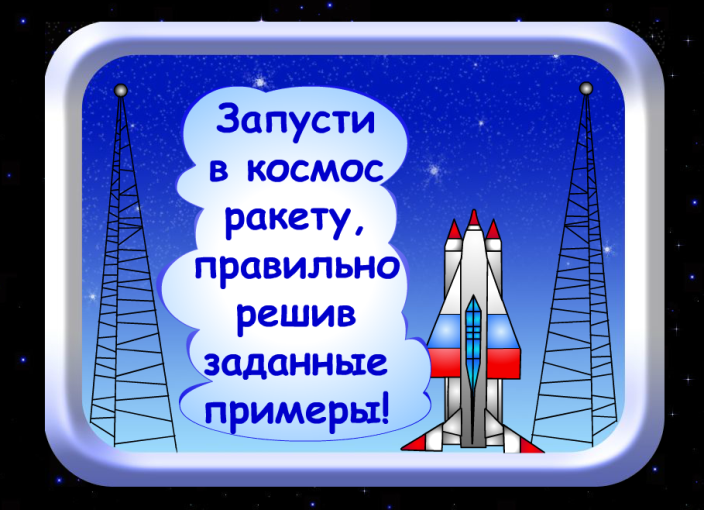 Запусти
в космос
ракету,
правильно
решив
заданные
примеры!